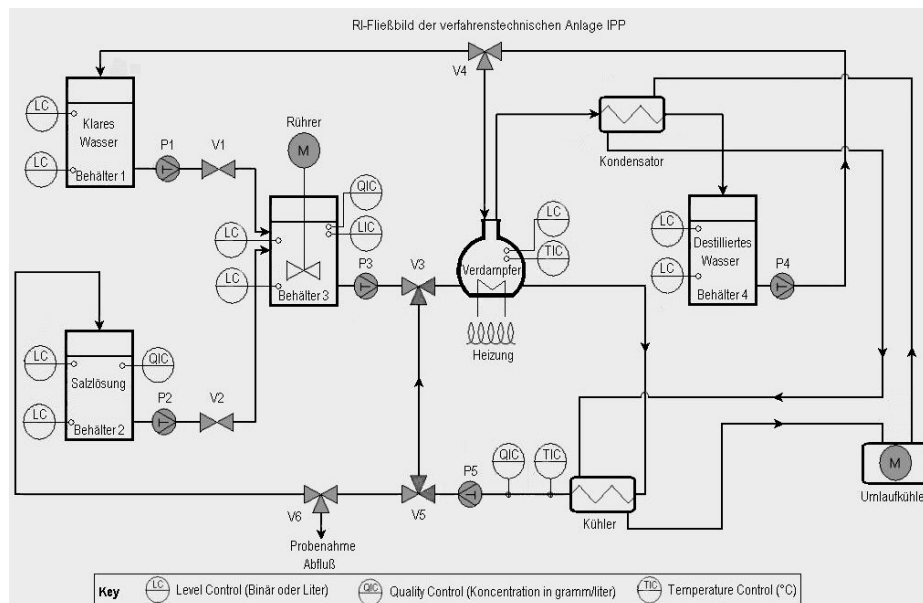 RI-Fließbild der verfahrenstechnischen Anlage IPP
V4
LC
Klares
Wasser
LC
Behälter 1
P1
V1
Rührer
M
QIC
LIC
LC
LC
Behälter 3
P3
V3
Kondensator
LC
TIC
Verdampfer
Heizung
LC
Destilliertes
Wasser
LC
Behälter 4
P4
LC
QIC
Salzlösung
LC
Behälter 2
P2
V2
V6
Probenahme
Abfluß
V5
P5
QIC
TIC
Kühler
M
Umlaufkühler
Key
LC
Level Control (Binär oder Liter)
QIC
Quality Control (Koncentration in gramm/liter)
TIC
Temperature Control (°C)